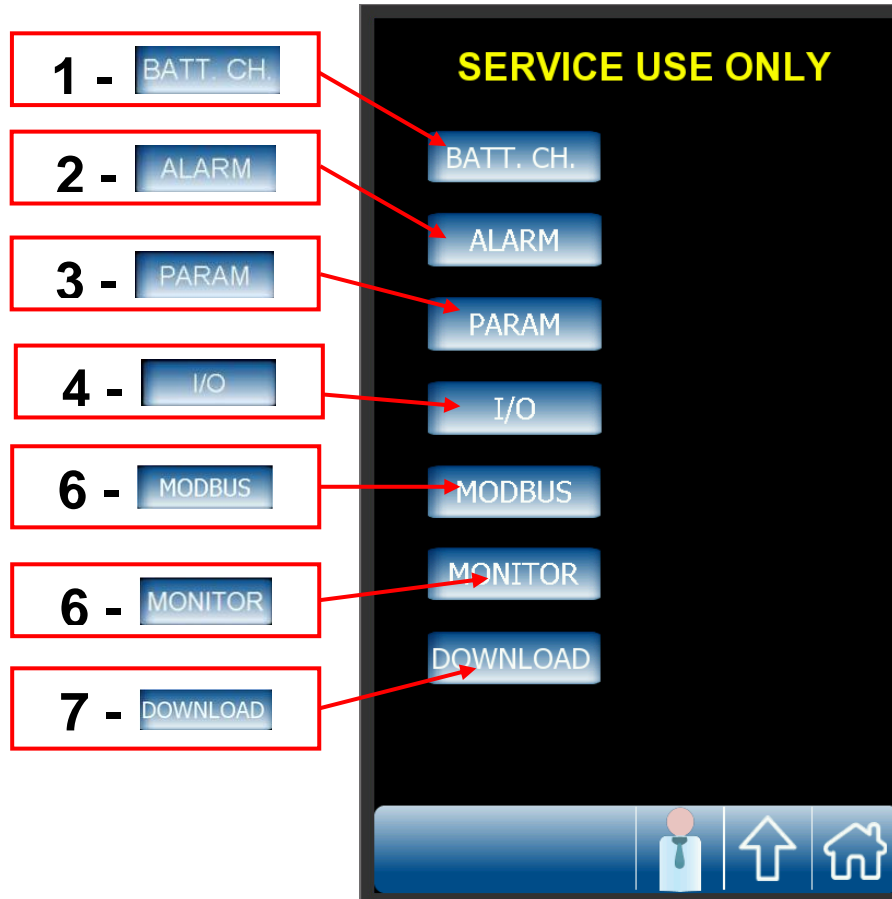 1 - BATT. CH.
2 - ALARM
3 - PARAM
4 - I/O
6 - MODBUS
6 - MONITOR
7 - DOWNLOAD
SERVICE USE ONLY
BATT. CH.
ALARM
PARAM
I/O
MODBUS
MONITOR
DOWNLOAD